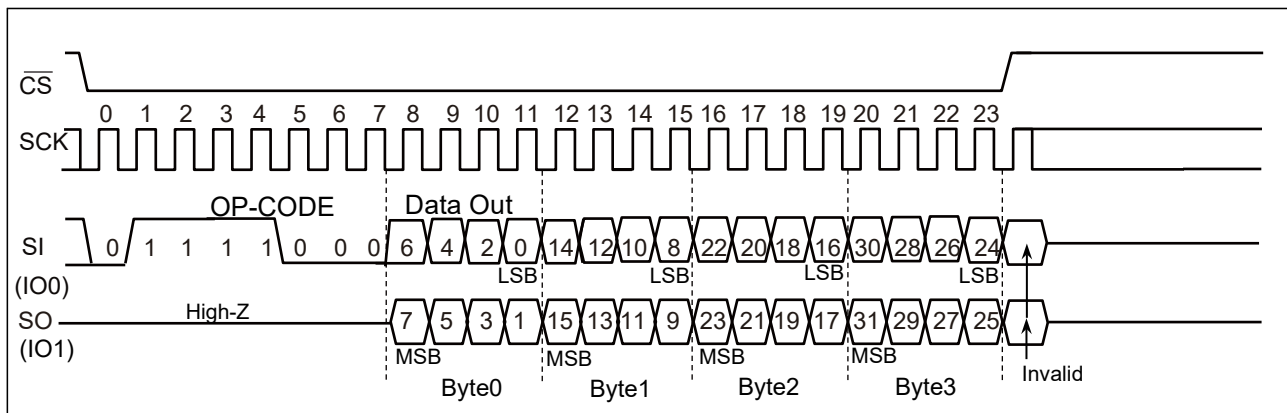 CS
0 1 2 3 4 5 6 7 8 9 10 11 12 13 14 15 16 17 18 19 20 21 22 23
SCK
OP-CODE Data Out
SI 0 1 1 1 1 0 0 0 6 4 2 0 14 12 10 8 22 20 18 16 30 28 26 24
(IO0) LSB LSB LSB LSB
SO High-Z 7 5 3 1 15 13 11 9 23 21 19 17 31 29 27 25
(IO1) MSB MSB MSB MSB
Byte0 Byte1 Byte2 Byte3 Invalid